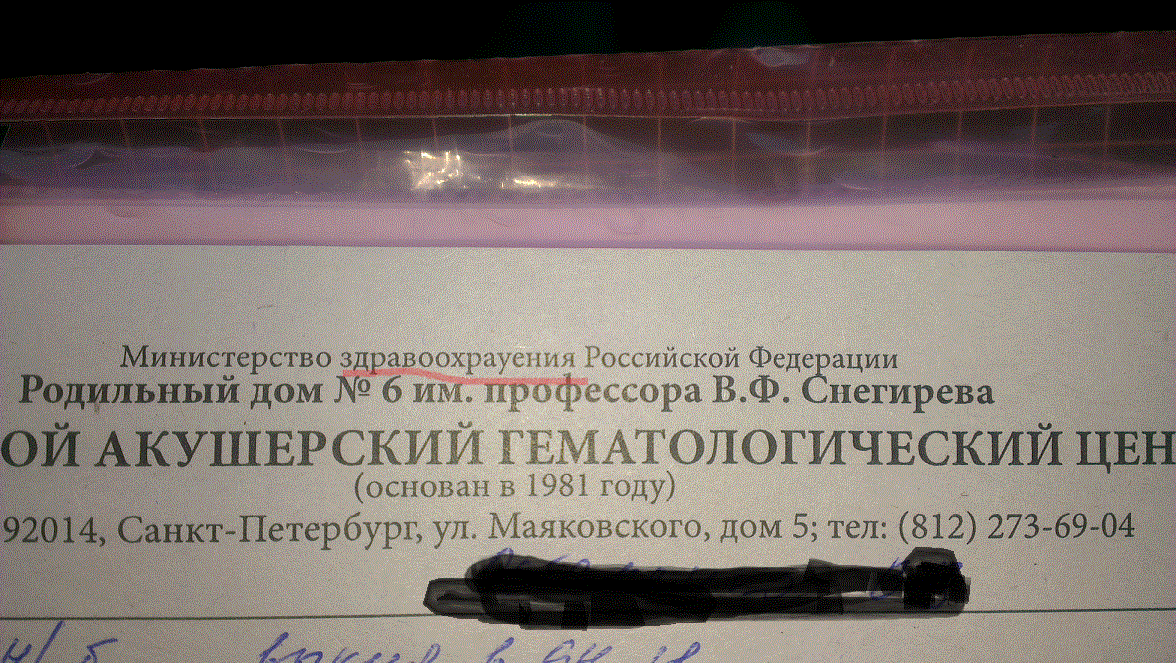 Министерство здравоохрауения Российской Федерации
Родильный дом № 6 им. профессора В.Ф. Снегирева
ОЙ АКУШЕРСКИЙ ГЕМАТОЛОГИЧЕСКИЙ ЦЕН
(основан в 1981 году)
92014, Санкт-Петербург, ул. Маяковского, дом 5; тел: (812) 273-69-04